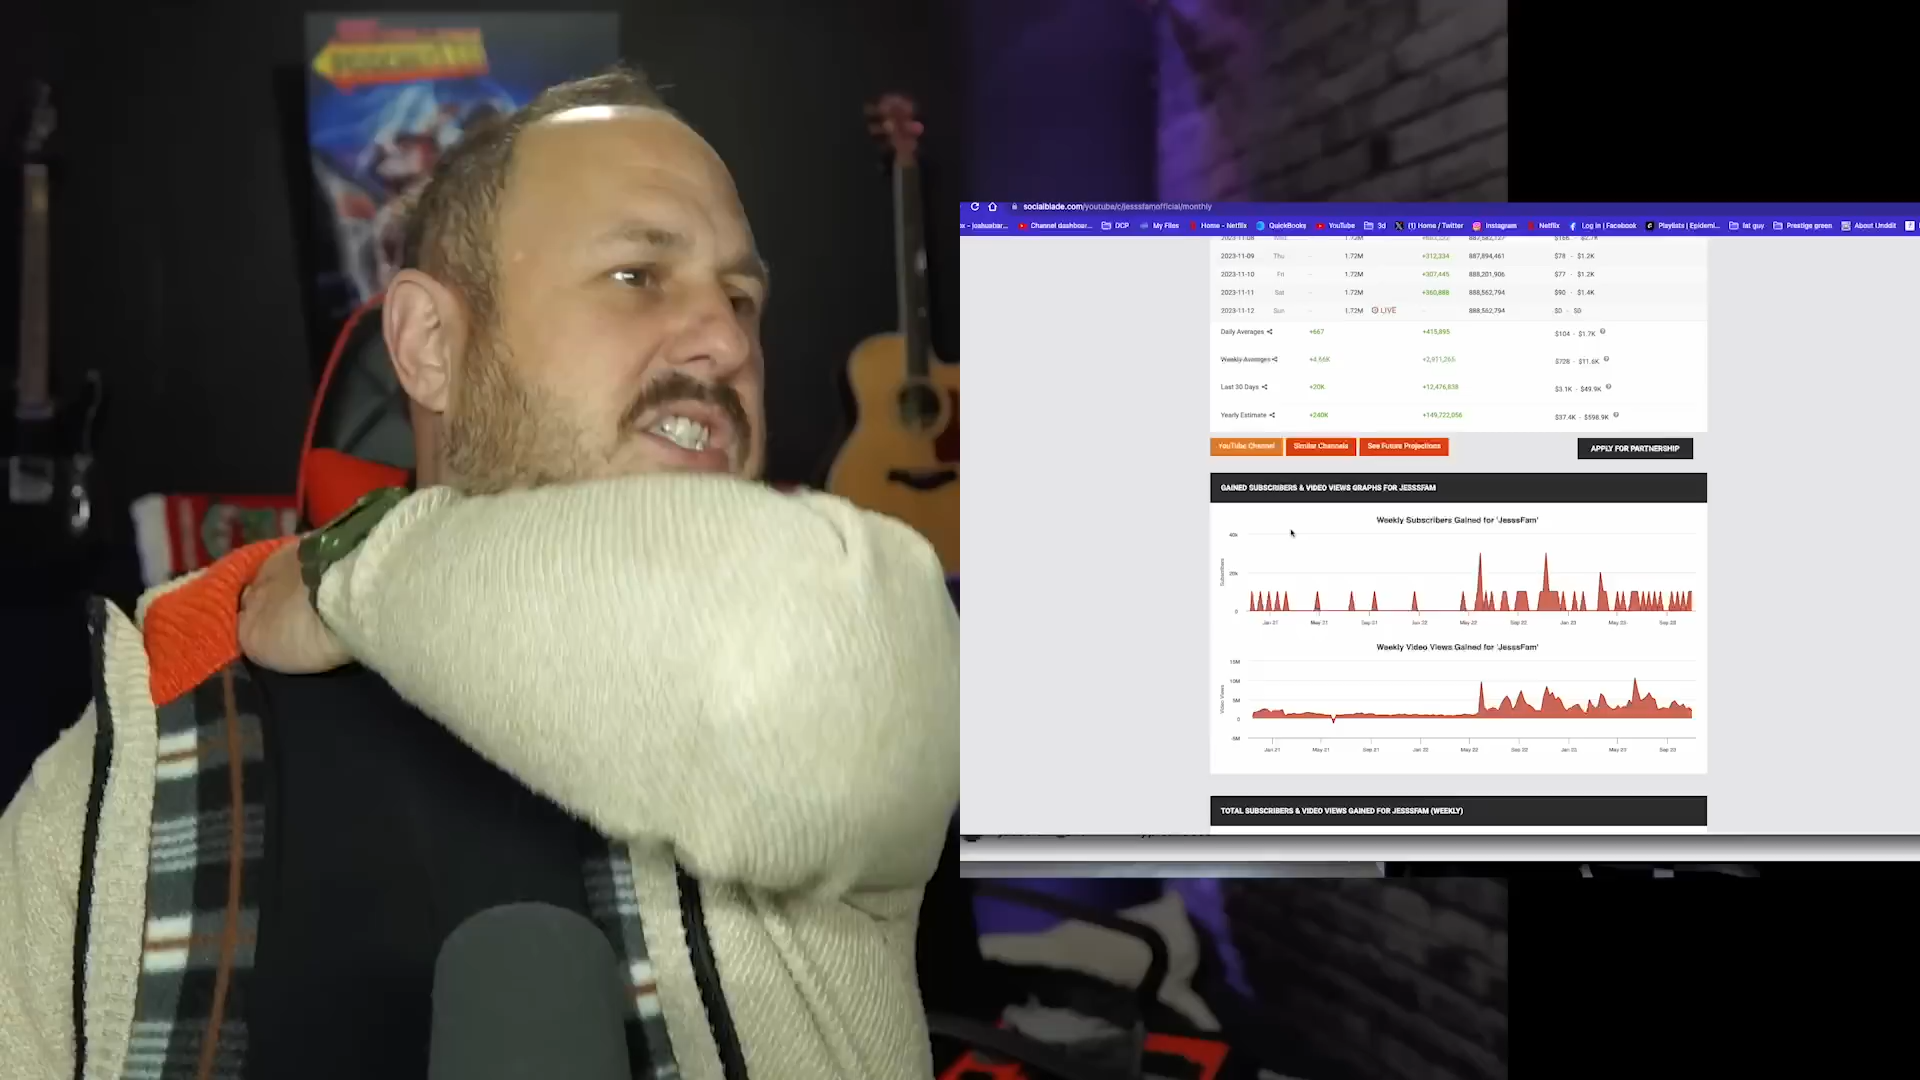 socialblade.com/youtube/c/jesssfamofficial/monthly
Channel dashboar... DCP My Files Home - Netflix QuickBooks YouTube 3d (1) Home / Twitter Instagram Netflix Log In | Facebook Playlists | Epidemi... fat guy Prestige green About Unddit
2023-11-09 Thu - 1.72M +312,334 887,894,461 $78 - $1.2K
2023-11-10 Fri - 1.72M +307,445 888,201,906 $77 - $1.2K
2023-11-11 Sat - 1.72M +360,888 888,562,794 $90 - $1.4K
2023-11-12 Sun 1.72M LIVE - 888,562,794 $0 - $0
Daily Averages +667 +415,895 $104 - $1.7K
Weekly Averages +4.66K +2,911,265 $728 - $11.6K
Last 30 Days +20K +12,476,838 $3.1K - $49.9K
Yearly Estimate +240K +149,722,056 $37.4K - $598.9K
YouTube Channel Similar Channels See Future Projections APPLY FOR PARTNERSHIP
GAINED SUBSCRIBERS & VIDEO VIEWS GRAPHS FOR JESSSFAM
Weekly Subscribers Gained for 'JesssFam'
40k
Subscribers
20k
0
Jan 21 May 21 Sep 21 Jan 22 May 22 Sep 22 Jan 23 May 23 Sep 23
Weekly Video Views Gained for 'JesssFam'
15M
10M
Video Views
5M
0
-5M
Jan 21 May 21 Sep 21 Jan 22 May 22 Sep 22 Jan 23 May 23 Sep 23
TOTAL SUBSCRIBERS & VIDEO VIEWS GAINED FOR JESSSFAM (WEEKLY)